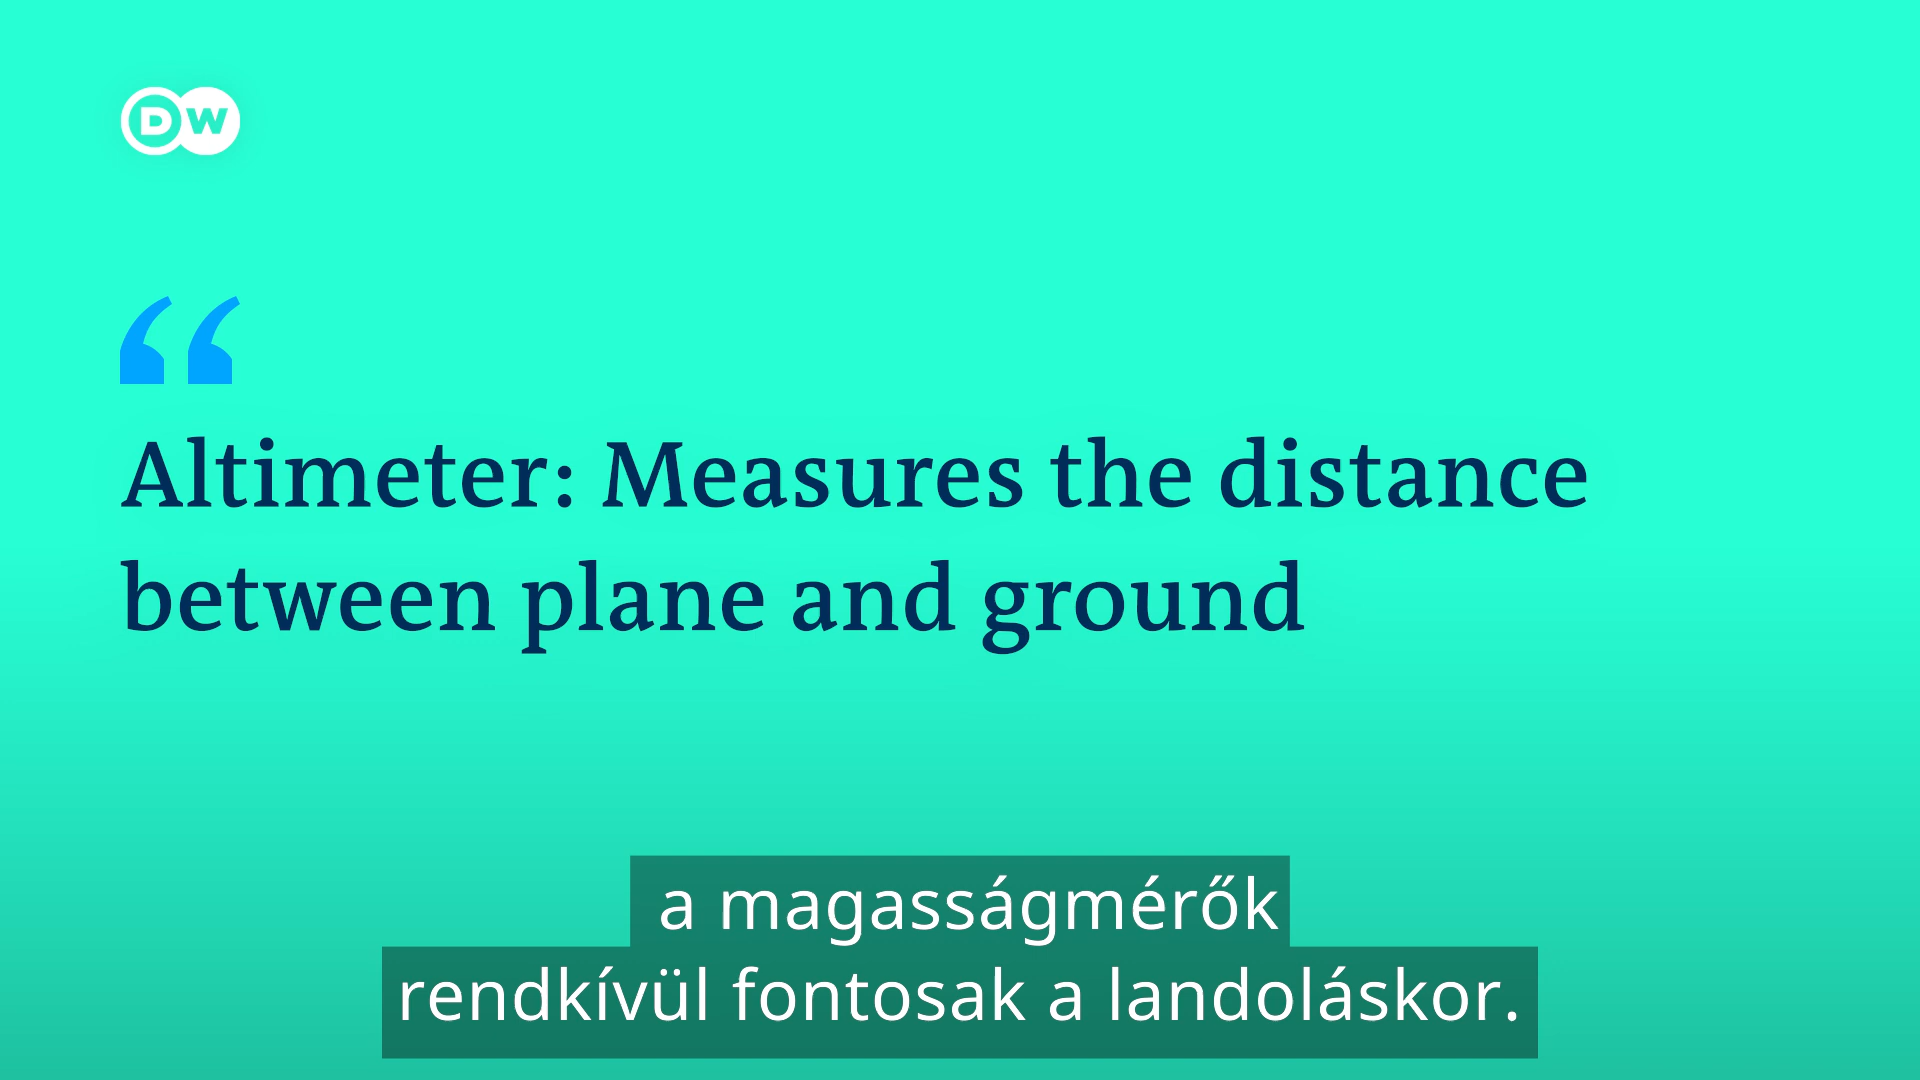 DW
“
Altimeter: Measures the distance
between plane and ground
a magasságmérők
rendkívül fontosak a landoláskor.